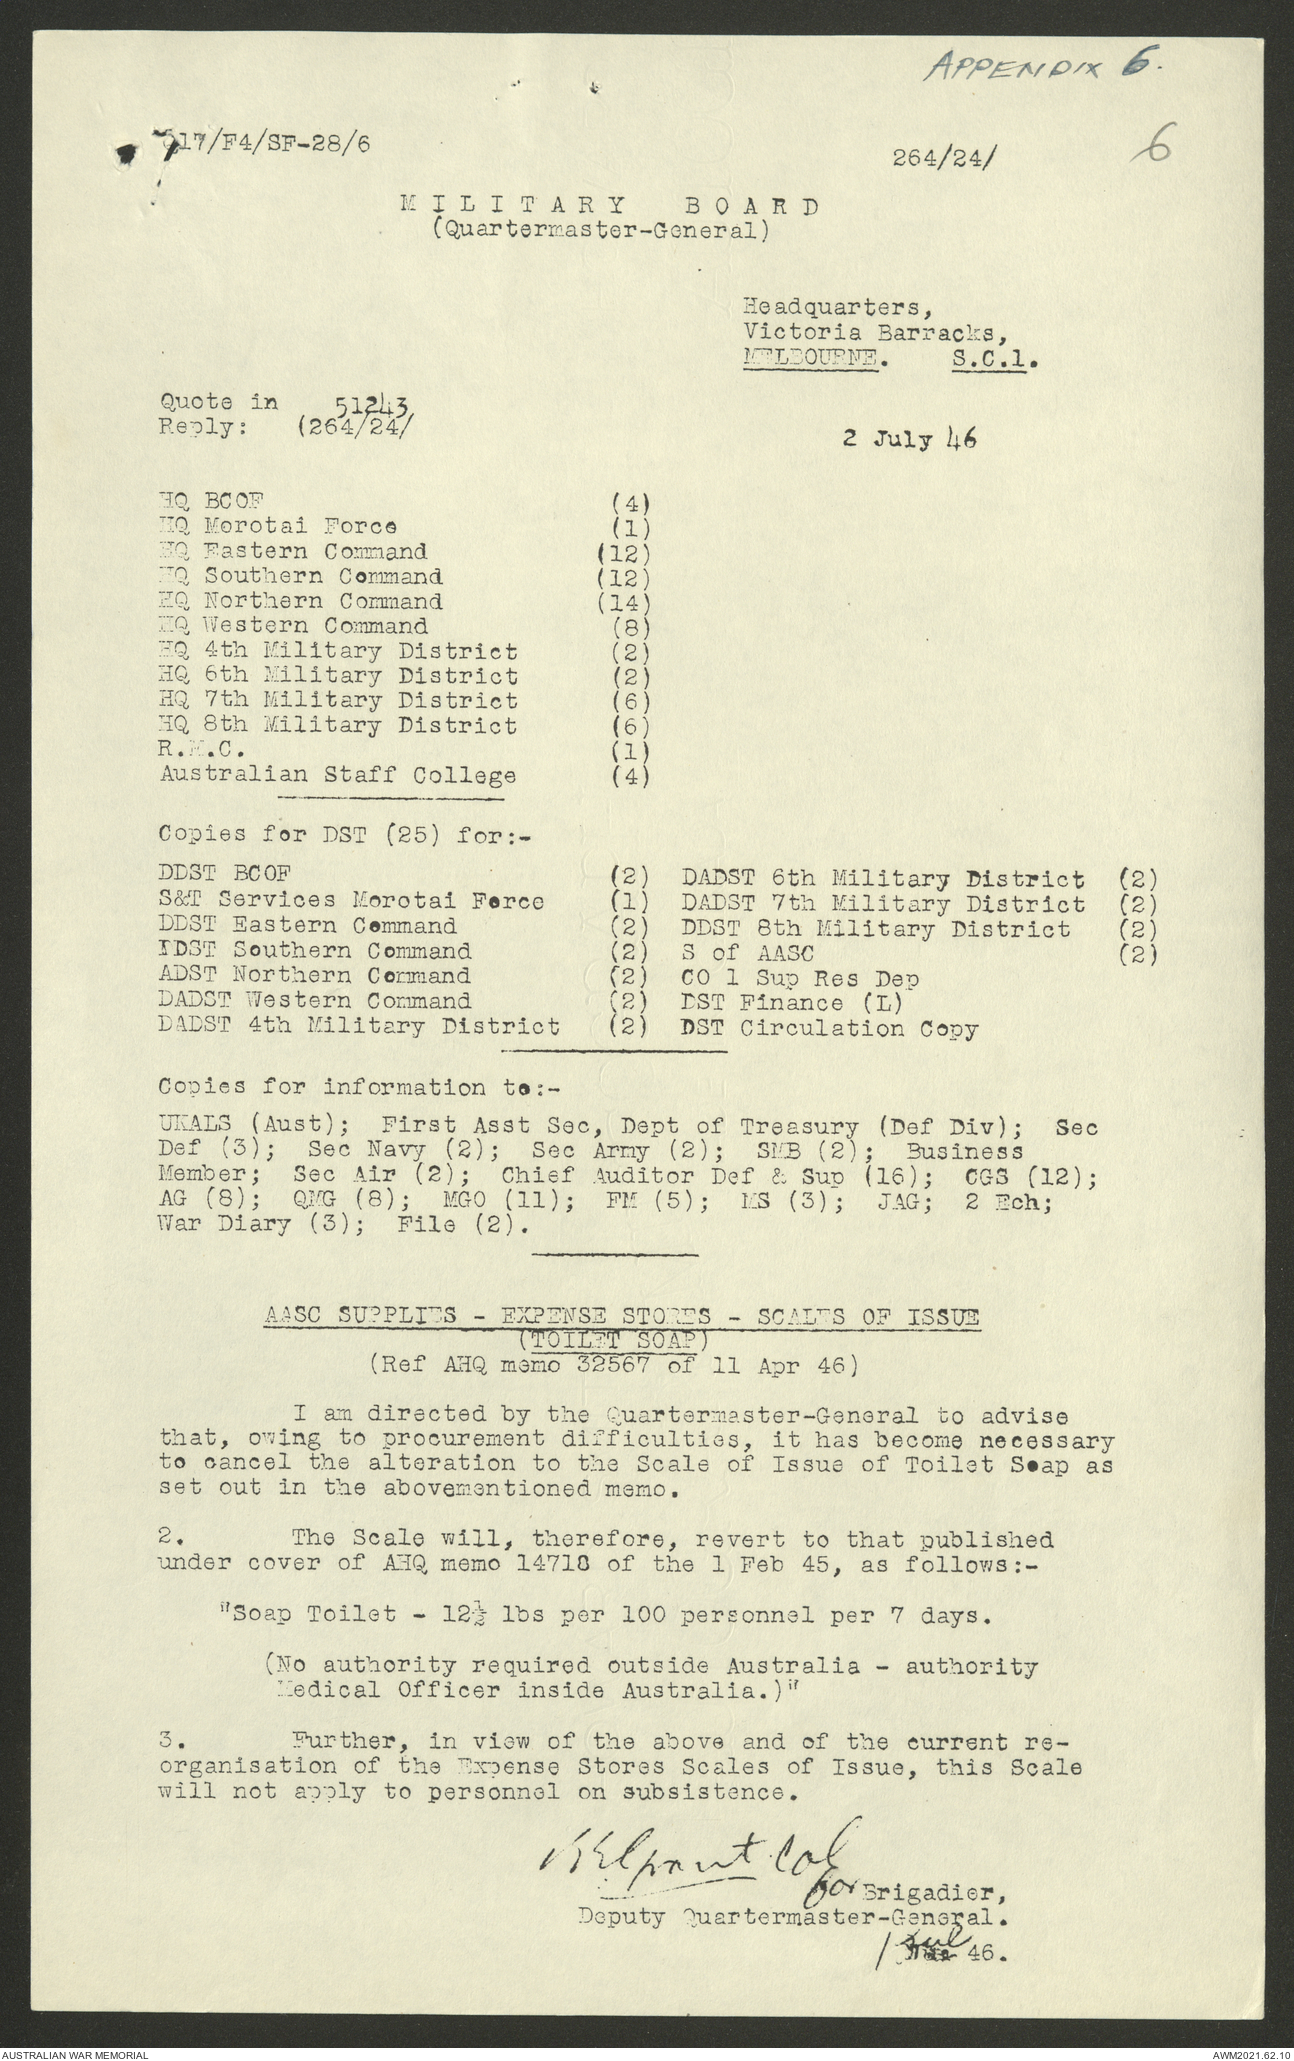 APPENDIX 6.
17/F4/SF-28/6
264/24/
6
MILITARY BOARD
(Quartermaster-General)
Headquarters,
Victoria Barracks,
MELBOURNE. S.C.1.
Quote in 51243
Reply: (264/24/
2 July 46
HQ BCOF (4)
HQ Morotai Force (1)
HQ Eastern Command (12)
HQ Southern Command (12)
HQ Northern Command (14)
HQ Western Command (8)
HQ 4th Military District (2)
HQ 6th Military District (2)
HQ 7th Military District (6)
HQ 8th Military District (6)
R.M.C. (1)
Australian Staff College (4)
Copies for DST (25) for:-
DDST BCOF (2) DADST 6th Military District (2)
S&T Services Morotai Force (1) DADST 7th Military District (2)
DDST Eastern Command (2) DDST 8th Military District (2)
DDST Southern Command (2) S of AASC (2)
ADST Northern Command (2) CO 1 Sup Res Dep
DADST Western Command (2) DST Finance (L)
DADST 4th Military District (2) DST Circulation Copy
Copies for information to:-
UKALS (Aust); First Asst Sec, Dept of Treasury (Def Div); Sec
Def (3); Sec Navy (2); Sec Army (2); SMB (2); Business
Member; Sec Air (2); Chief Auditor Def & Sup (16); CGS (12);
AG (8); QMG (8); MGO (11); FM (5); MS (3); JAG; 2 Ech;
War Diary (3); File (2).
AASC SUPPLIES - EXPENSE STORES - SCALES OF ISSUE
(TOILET SOAP)
(Ref AHQ memo 32567 of 11 Apr 46)
I am directed by the Quartermaster-General to advise
that, owing to procurement difficulties, it has become necessary
to cancel the alteration to the Scale of Issue of Toilet Soap as
set out in the abovementioned memo.
2. The Scale will, therefore, revert to that published
under cover of AHQ memo 14718 of the 1 Feb 45, as follows:-
"Soap Toilet - 12½ lbs per 100 personnel per 7 days.
(No authority required outside Australia - authority
Medical Officer inside Australia.)"
3. Further, in view of the above and of the current re-
organisation of the Expense Stores Scales of Issue, this Scale
will not apply to personnel on subsistence.
Col
for Brigadier,
Deputy Quartermaster-General.
1 Jul 46.
AUSTRALIAN WAR MEMORIAL
AWM2021.62.10